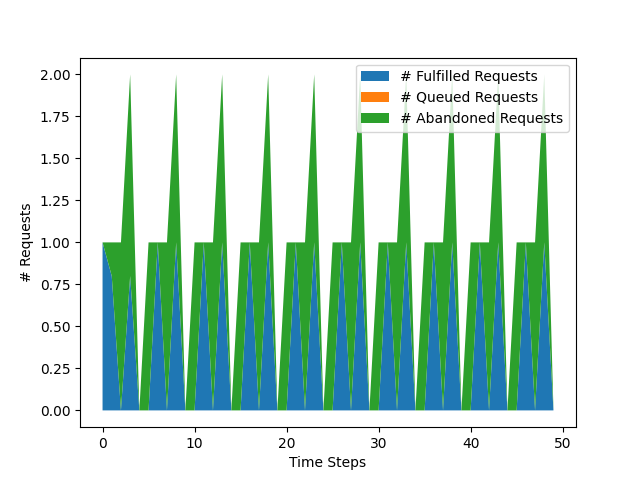 2.00
1.75
1.50
1.25
1.00
0.75
0.50
0.25
0.00
# Requests
# Fulfilled Requests
# Queued Requests
# Abandoned Requests
0 10 20 30 40 50
Time Steps